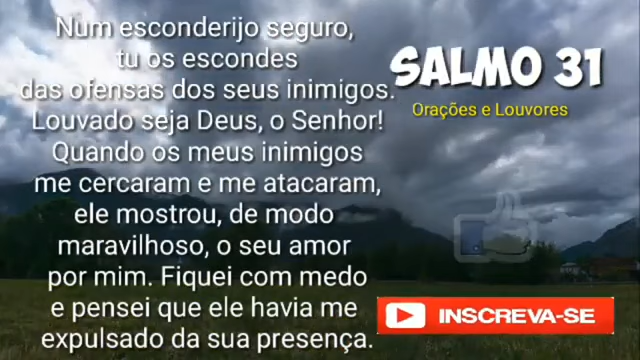 Num esconderijo seguro,
tu os escondes
das ofensas dos seus inimigos.
Louvado seja Deus, o Senhor!
Quando os meus inimigos
me cercaram e me atacaram,
ele mostrou, de modo
maravilhoso, o seu amor
por mim. Fiquei com medo
e pensei que ele havia me
expulsado da sua presença.
SALMO 31
Orações e Louvores
INSCREVA-SE